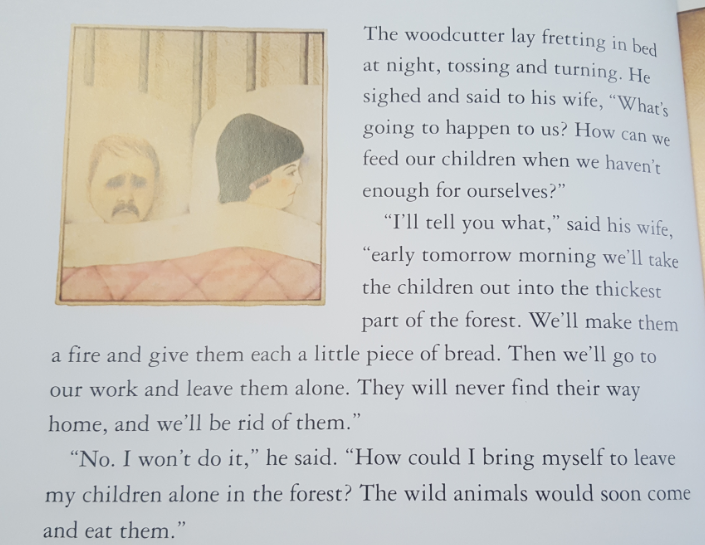 The woodcutter lay fretting in bed
at night, tossing and turning. He
sighed and said to his wife, “What’s
going to happen to us? How can we
feed our children when we haven’t
enough for ourselves?”
“I’ll tell you what,” said his wife,
“early tomorrow morning we’ll take
the children out into the thickest
part of the forest. We’ll make them
a fire and give them each a little piece of bread. Then we’ll go to
our work and leave them alone. They will never find their way
home, and we’ll be rid of them.”
“No. I won’t do it,” he said. “How could I bring myself to leave
my children alone in the forest? The wild animals would soon come
and eat them.”